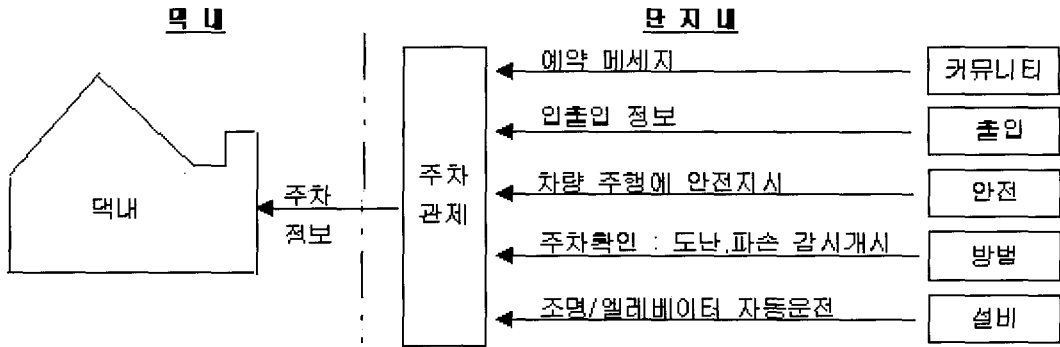 댁 내
단 지 내
예약 메세지
커뮤니티
입출입 정보
출입
차량 주행에 안전지시
안전
주차
관제
댁내
주차
정보
주차확인 : 도난,파손 감시개시
방범
조명/엘레베이터 자동운전
설비